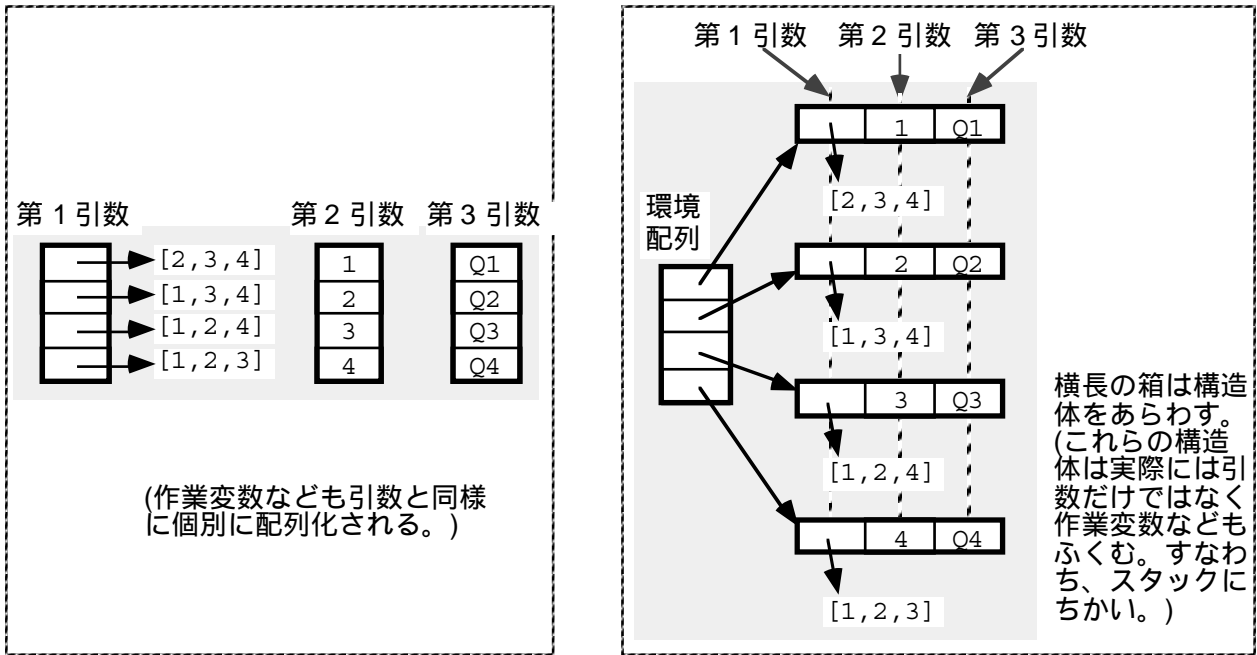 第1引数 第2引数 第3引数
[2,3,4] 1 Q1
[1,3,4] 2 Q2
[1,2,4] 3 Q3
[1,2,3] 4 Q4
(作業変数なども引数と同様
に個別に配列化される。)
第1引数 第2引数 第3引数
1 Q1
[2,3,4]
環境
配列
2 Q2
[1,3,4]
3 Q3
[1,2,4]
4 Q4
[1,2,3]
横長の箱は構造
体をあらわす。
(これらの構造
体は実際には引
数だけではなく
作業変数なども
ふくむ。すなわ
ち、スタックに
ちかい。)